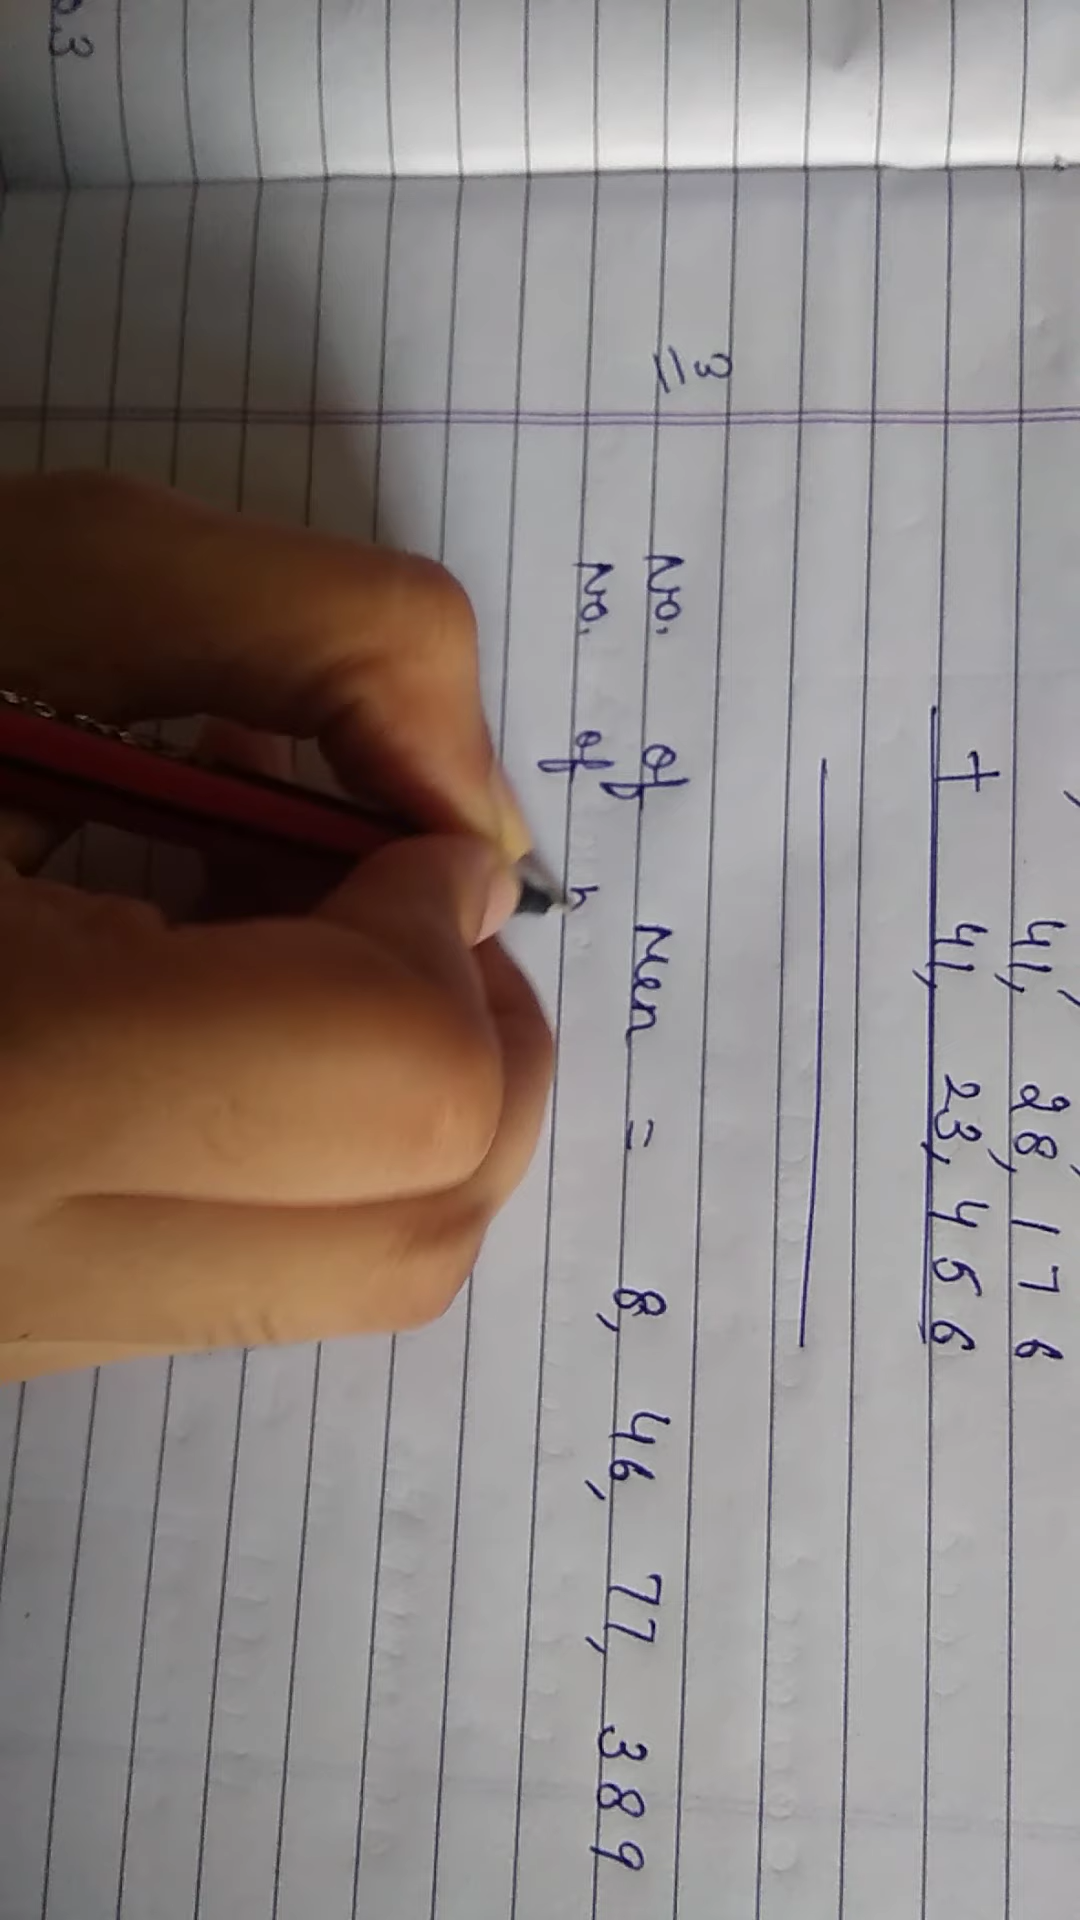 41, 28, 176
+ 41, 23, 456
3 No. of Men = 8, 46, 77, 389
No. of